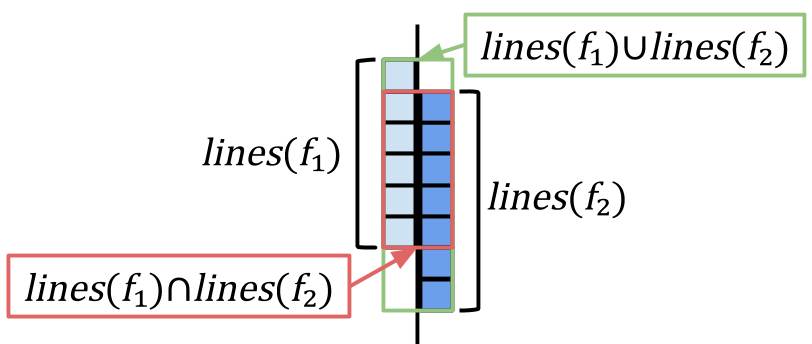 lines(f₁)∪lines(f₂)
lines(f₁)
lines(f₂)
lines(f₁)∩lines(f₂)